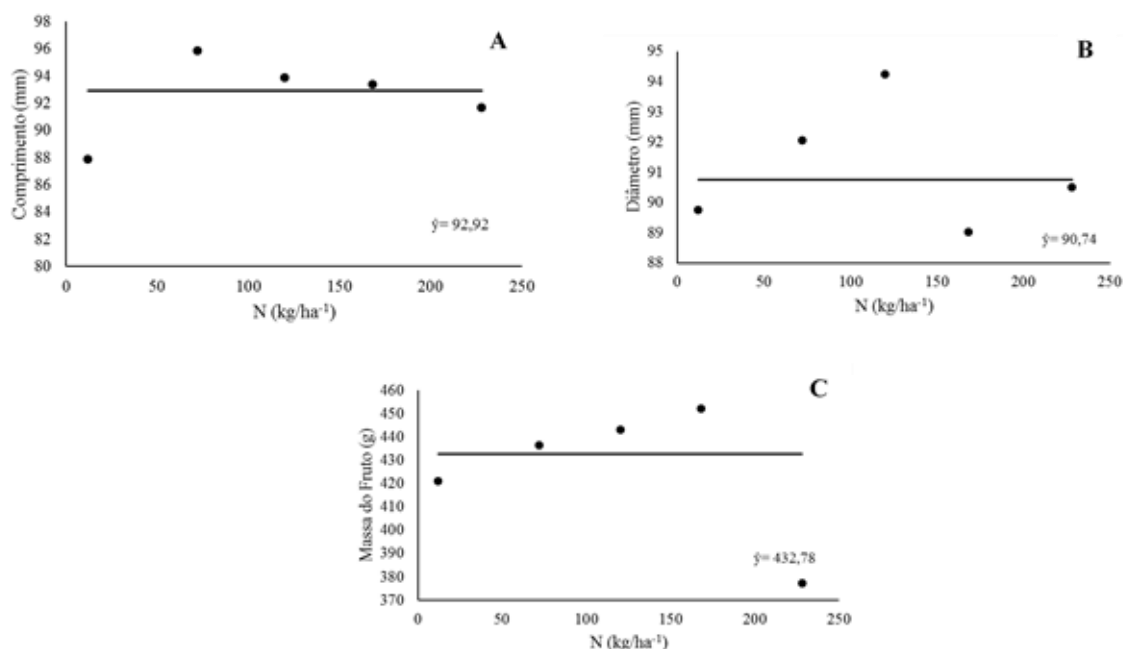 A
Comprimento (mm)
98
96
94
92
90
88
86
84
82
80
ŷ= 92,92
0 50 100 150 200 250
N (kg/ha⁻¹)
B
Diâmetro (mm)
95
94
93
92
91
90
89
88
ŷ= 90,74
0 50 100 150 200 250
N (kg/ha⁻¹)
C
Massa do Fruto (g)
460
450
440
430
420
410
400
390
380
370
ŷ= 432,78
0 50 100 150 200 250
N (kg/ha⁻¹)